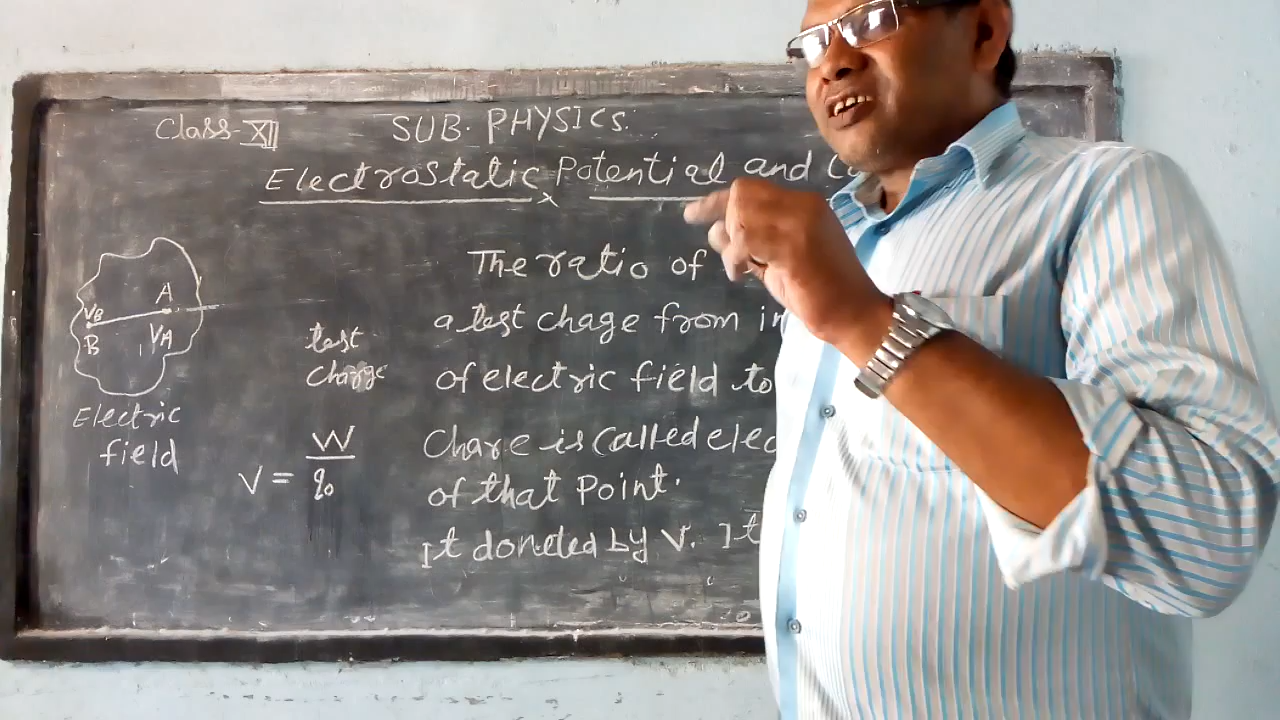 Class-XII
SUB. PHYSICS.
Electrostatic Potential and
The ratio of
a test chage from in
of electric field to
Chare is called elec
of that Point.
It donded by V. It
A
VB
B
VA
Electric
field
test
charge
V = W/q₀